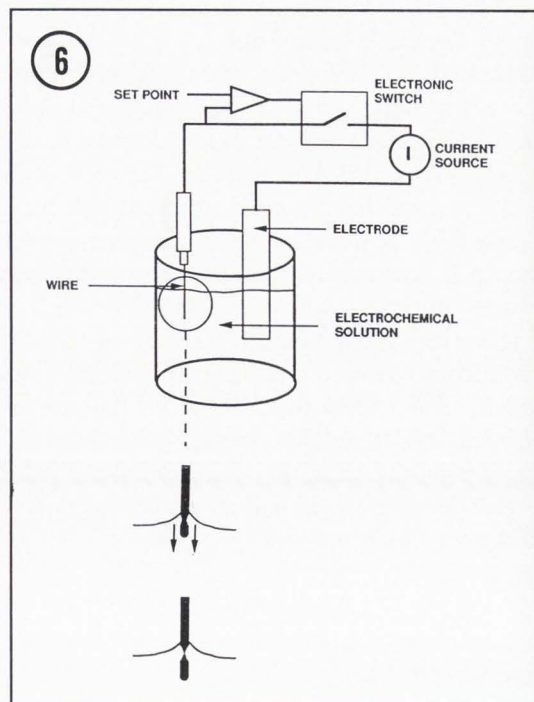 6
SET POINT
ELECTRONIC
SWITCH
I
CURRENT
SOURCE
ELECTRODE
WIRE
ELECTROCHEMICAL
SOLUTION